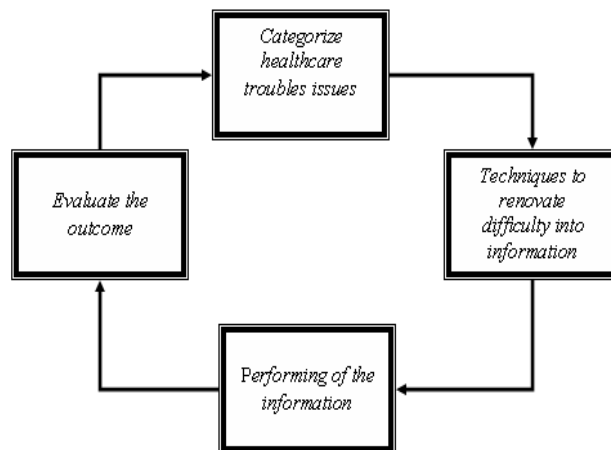 Categorize
healthcare
troubles issues
Techniques to
renovate
difficulty into
information
Performing of the
information
Evaluate the
outcome